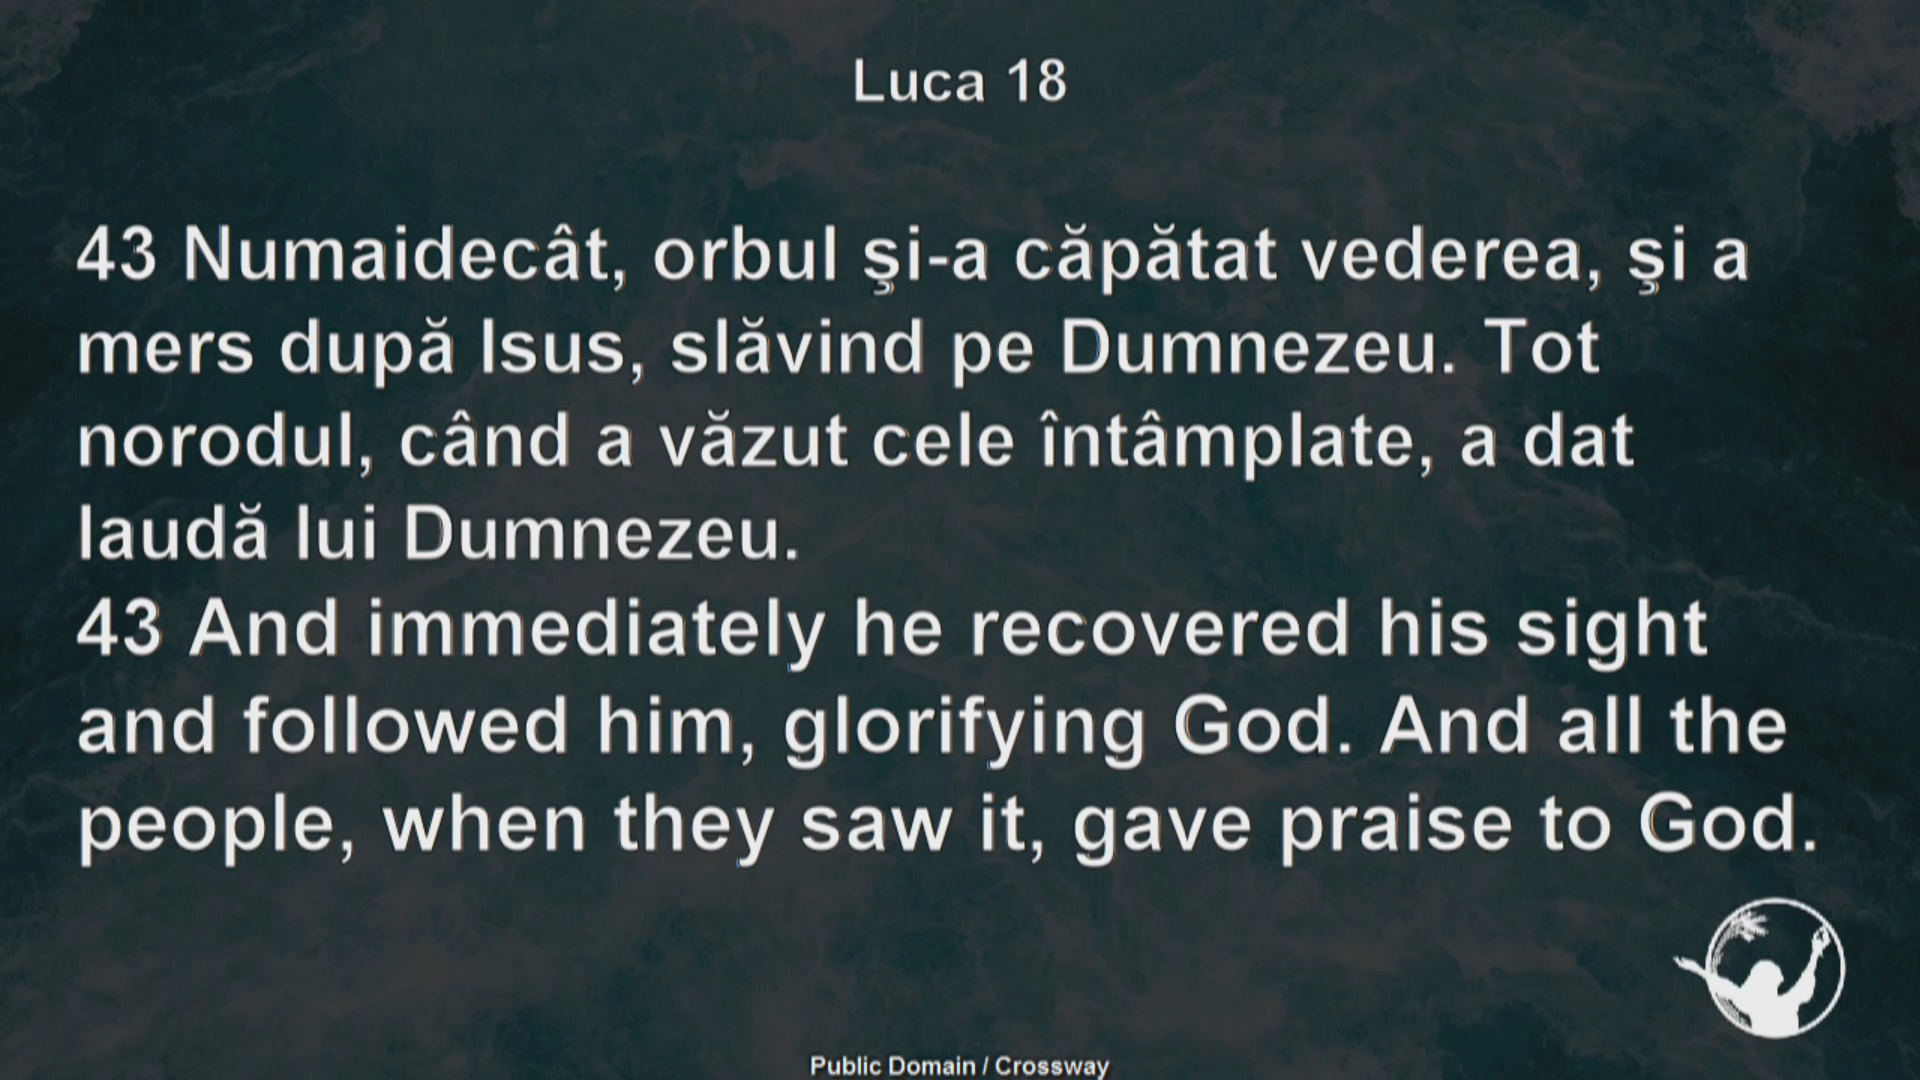 Luca 18
43 Numaidecât, orbul şi-a căpătat vederea, şi a
mers după Isus, slăvind pe Dumnezeu. Tot
norodul, când a văzut cele întâmplate, a dat
laudă lui Dumnezeu.
43 And immediately he recovered his sight
and followed him, glorifying God. And all the
people, when they saw it, gave praise to God.
Public Domain / Crossway